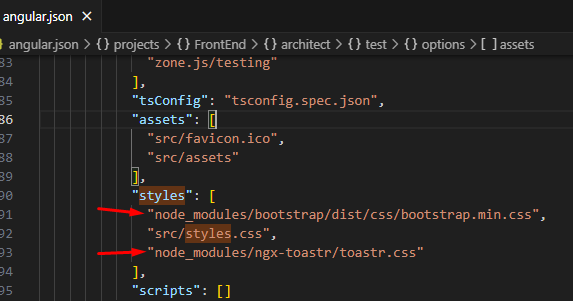 angular.json ×
angular.json > {} projects > {} FrontEnd > {} architect > {} test > {} options > [ ] assets
83 "zone.js/testing"
84 ],
85 "tsConfig": "tsconfig.spec.json",
86 "assets": [
87 "src/favicon.ico",
88 "src/assets"
89 ],
90 "styles": [
91 "node_modules/bootstrap/dist/css/bootstrap.min.css",
92 "src/styles.css",
93 "node_modules/ngx-toastr/toastr.css"
94 ],
95 "scripts": []